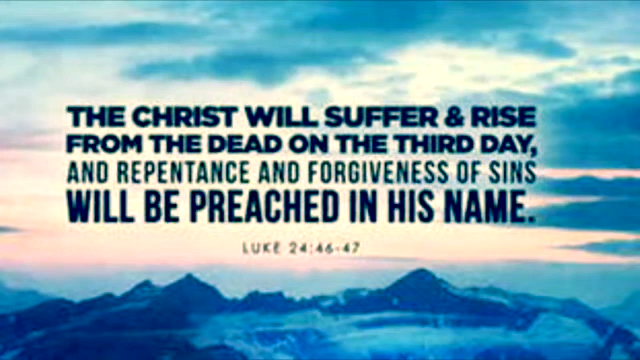 THE CHRIST WILL SUFFER & RISE
FROM THE DEAD ON THE THIRD DAY,
AND REPENTANCE AND FORGIVENESS OF SINS
WILL BE PREACHED IN HIS NAME.
LUKE 24:46-47